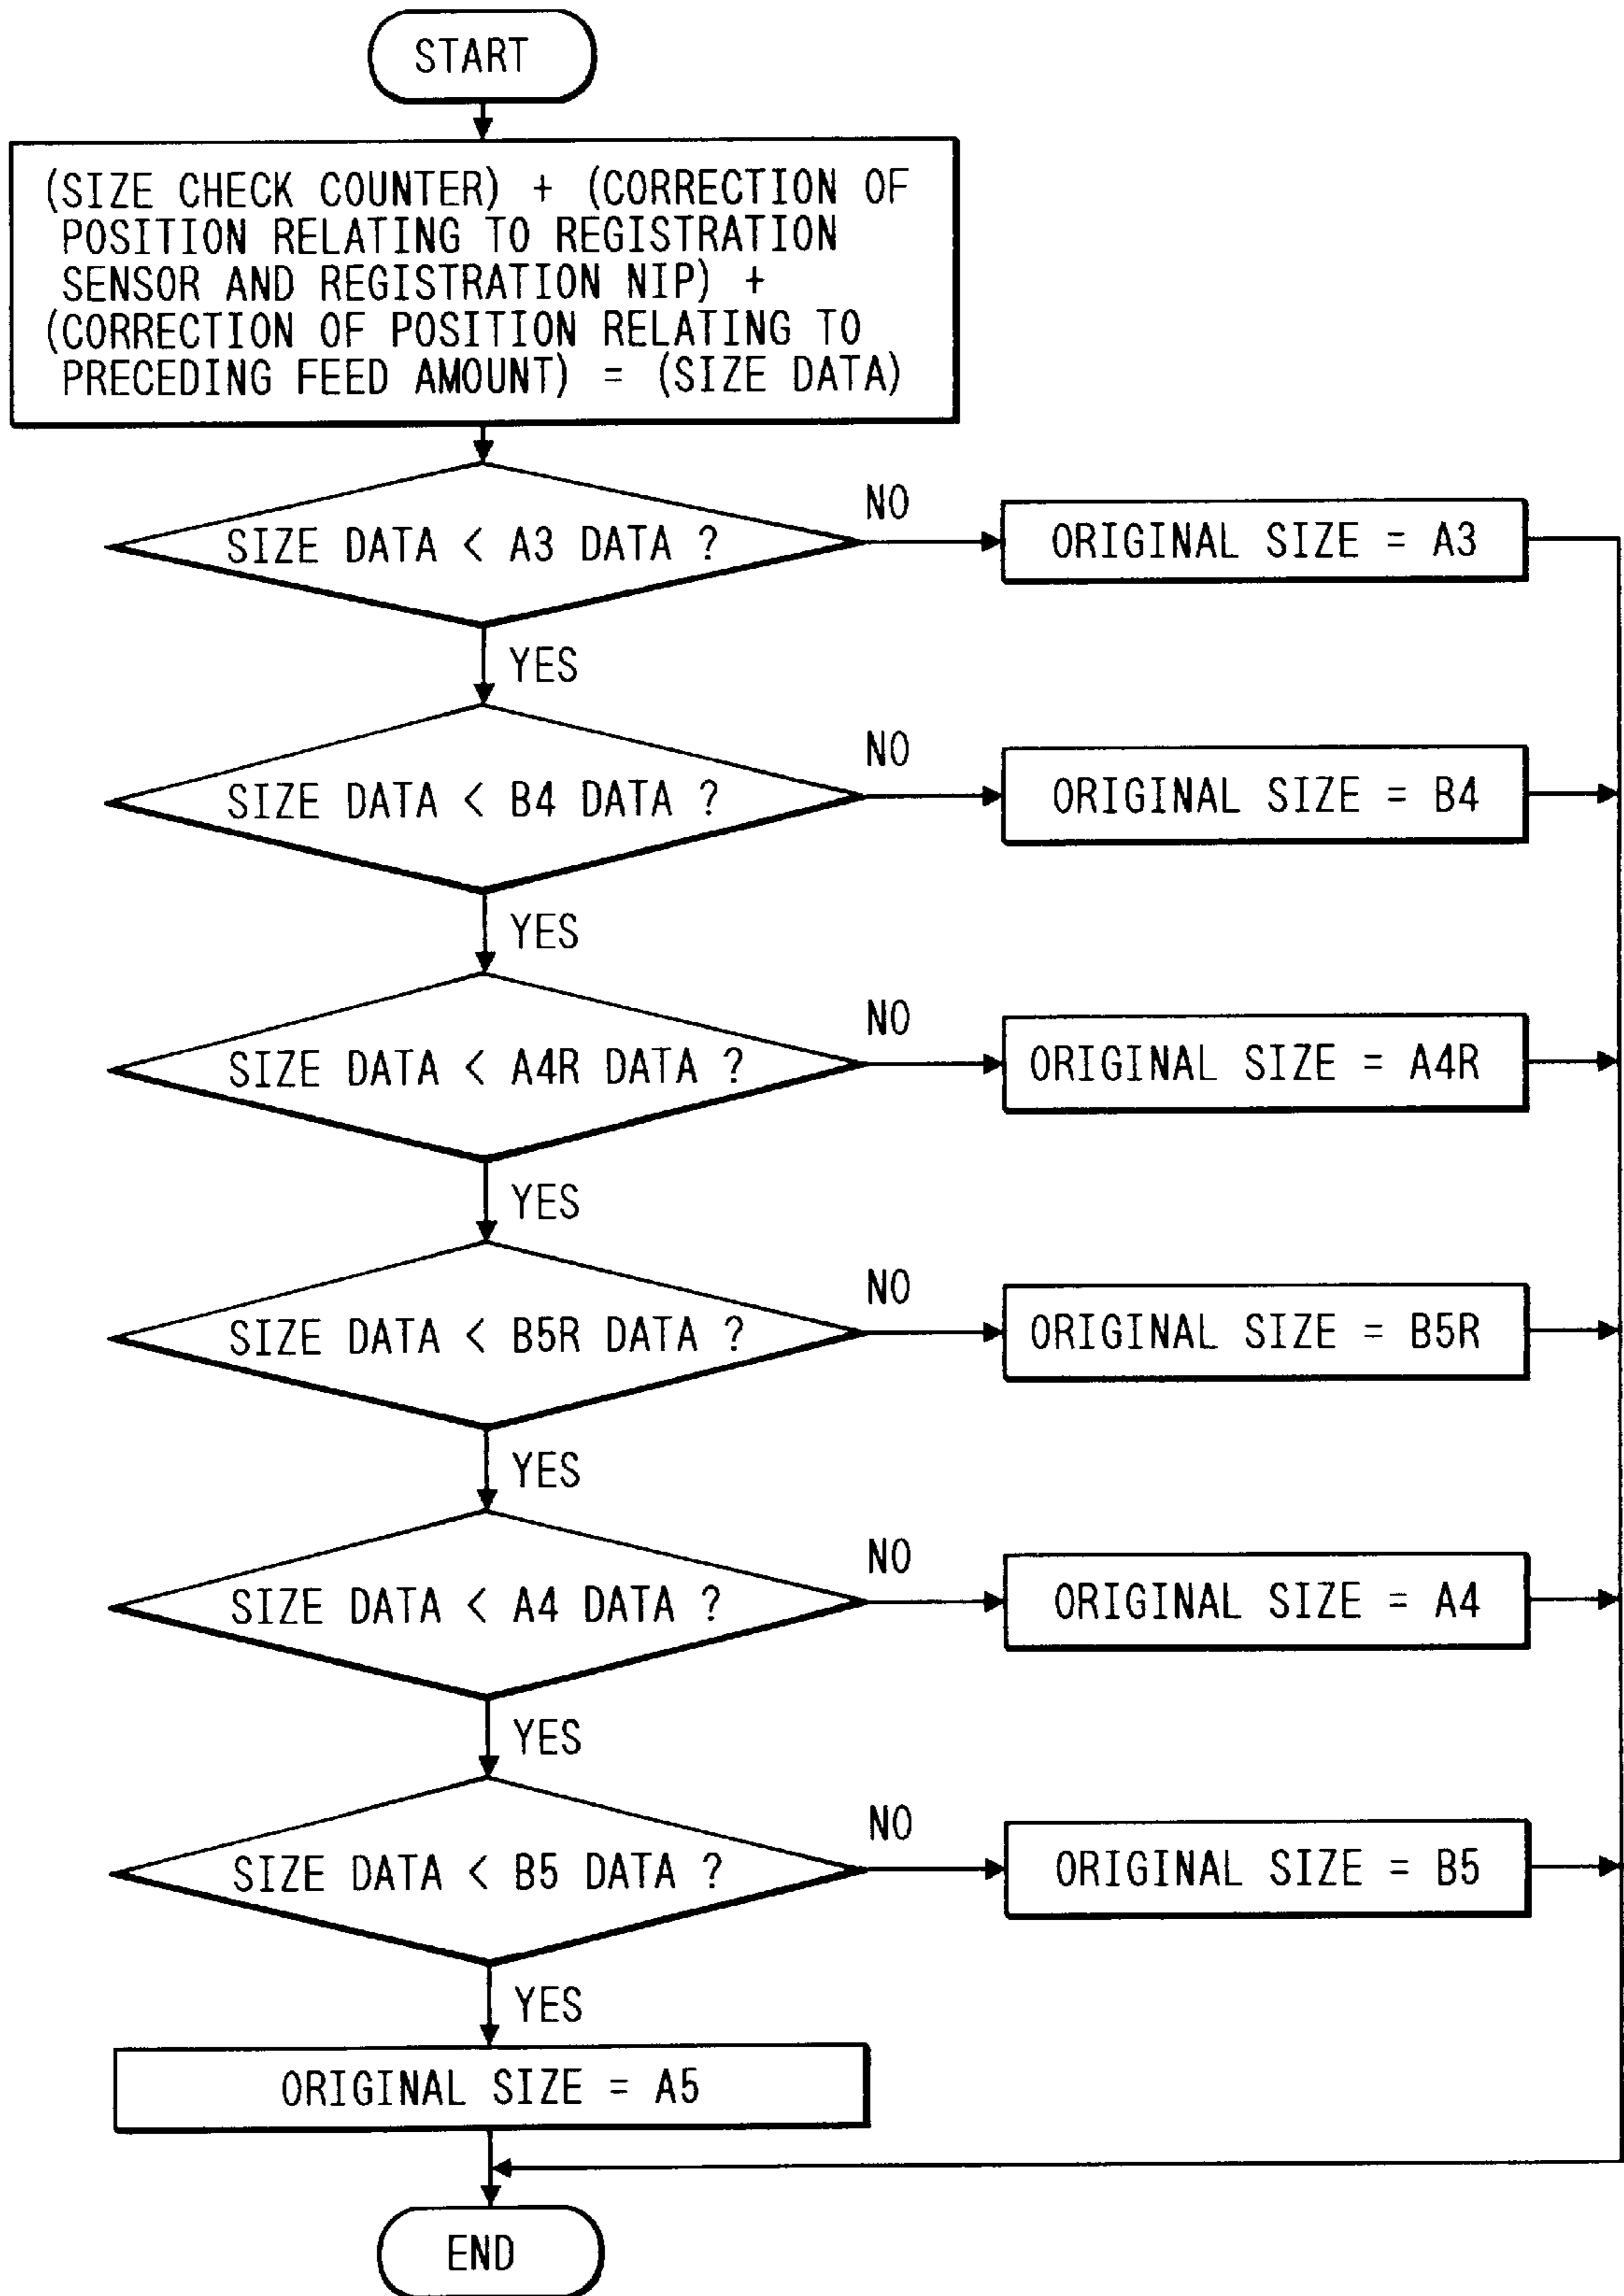 START
(SIZE CHECK COUNTER) + (CORRECTION OF
POSITION RELATING TO REGISTRATION
SENSOR AND REGISTRATION NIP) +
(CORRECTION OF POSITION RELATING TO
PRECEDING FEED AMOUNT) = (SIZE DATA)
SIZE DATA < A3 DATA ?
NO
ORIGINAL SIZE = A3
YES
SIZE DATA < B4 DATA ?
NO
ORIGINAL SIZE = B4
YES
SIZE DATA < A4R DATA ?
NO
ORIGINAL SIZE = A4R
YES
SIZE DATA < B5R DATA ?
NO
ORIGINAL SIZE = B5R
YES
SIZE DATA < A4 DATA ?
NO
ORIGINAL SIZE = A4
YES
SIZE DATA < B5 DATA ?
NO
ORIGINAL SIZE = B5
YES
ORIGINAL SIZE = A5
END